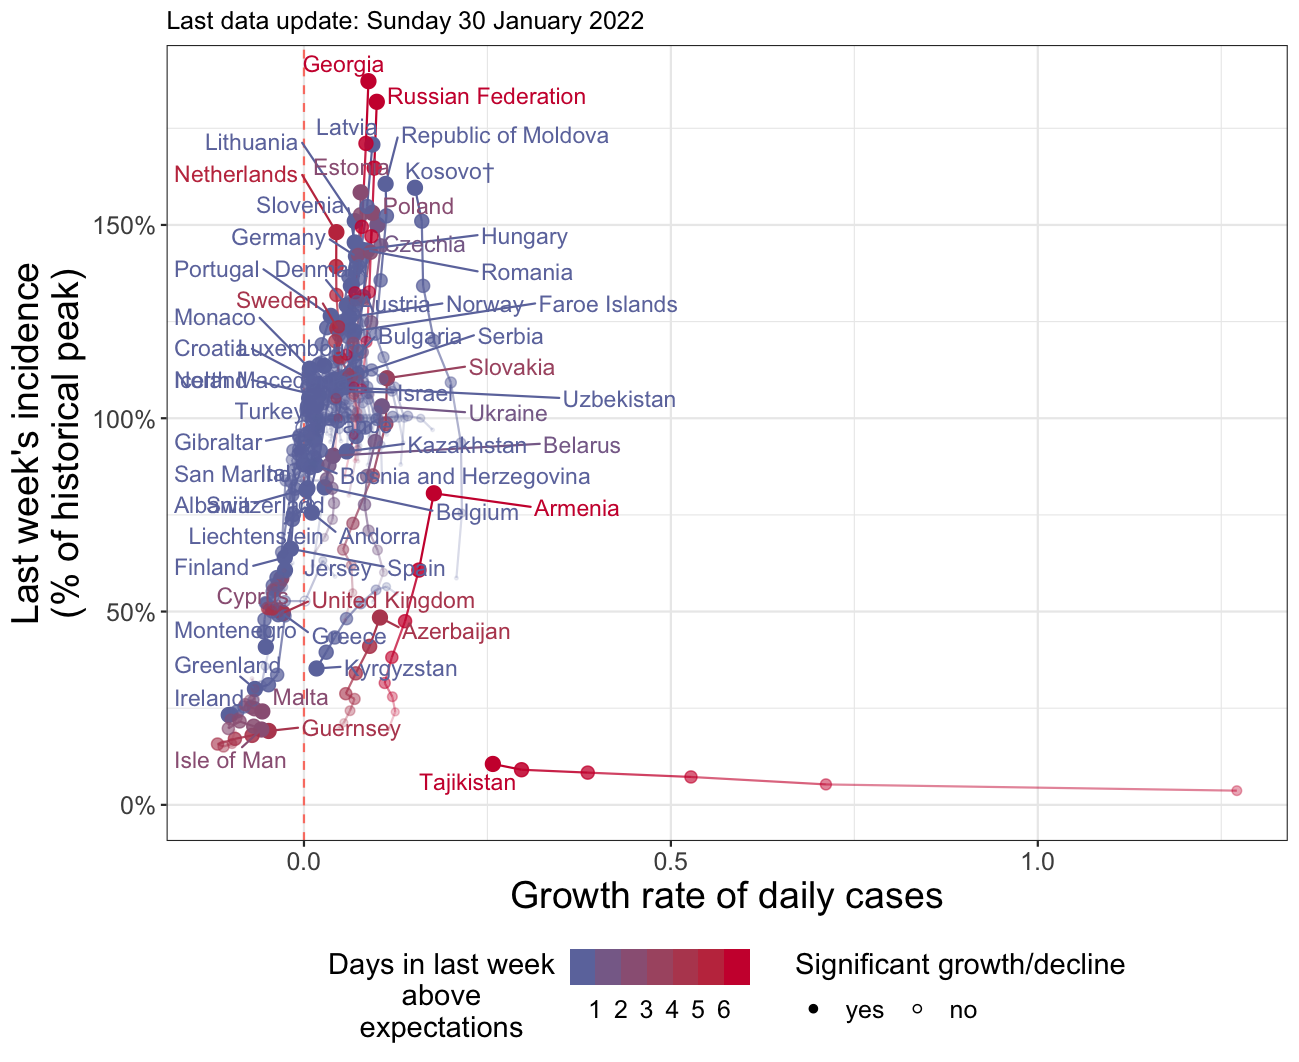 Last data update: Sunday 30 January 2022
Last week's incidence
(% of historical peak)
150%
100%
50%
0%
Georgia
Russian Federation
Latvia
Republic of Moldova
Lithuania
Estonia
Kosovo†
Netherlands
Slovenia
Poland
Germany
Hungary
Czechia
Portugal
Romania
Sweden
Austria
Norway
Faroe Islands
Monaco
Bulgaria
Serbia
Croatia
Slovakia
Israel
Uzbekistan
Turkey
Ukraine
Gibraltar
Kazakhstan
Belarus
San Marino
Bosnia and Herzegovina
Albania
Switzerland
Belgium
Armenia
Liechtenstein
Andorra
Finland
Jersey
Spain
Cyprus
United Kingdom
Montenegro
Greece
Azerbaijan
Greenland
Kyrgyzstan
Ireland
Malta
Guernsey
Isle of Man
Tajikistan
0.0
0.5
1.0
Growth rate of daily cases
Days in last week
above
expectations
1 2 3 4 5 6
Significant growth/decline
yes
no